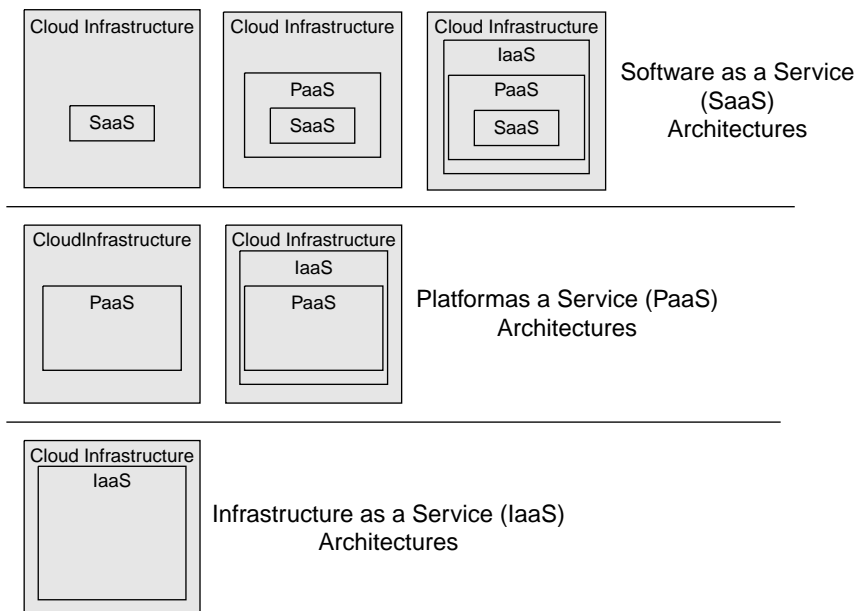 Cloud Infrastructure
SaaS
Cloud Infrastructure
PaaS
SaaS
Cloud Infrastructure
IaaS
PaaS
SaaS
Software as a Service
(SaaS)
Architectures
CloudInfrastructure
PaaS
Cloud Infrastructure
IaaS
PaaS
Platformas a Service (PaaS)
Architectures
Cloud Infrastructure
IaaS
Infrastructure as a Service (IaaS)
Architectures